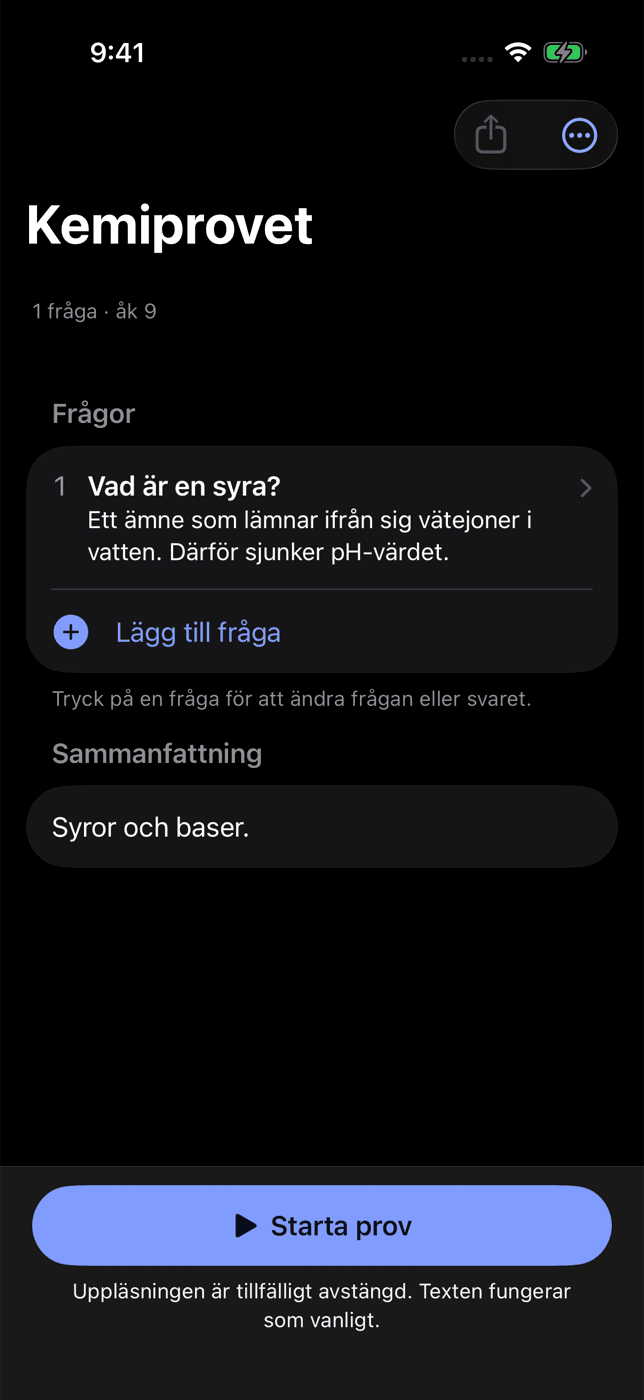 9:41
Kemiprovet
1 fråga · åk 9
Frågor
1 Vad är en syra?
Ett ämne som lämnar ifrån sig vätejoner i
vatten. Därför sjunker pH-värdet.
Lägg till fråga
Tryck på en fråga för att ändra frågan eller svaret.
Sammanfattning
Syror och baser.
Starta prov
Uppläsningen är tillfälligt avstängd. Texten fungerar
som vanligt.